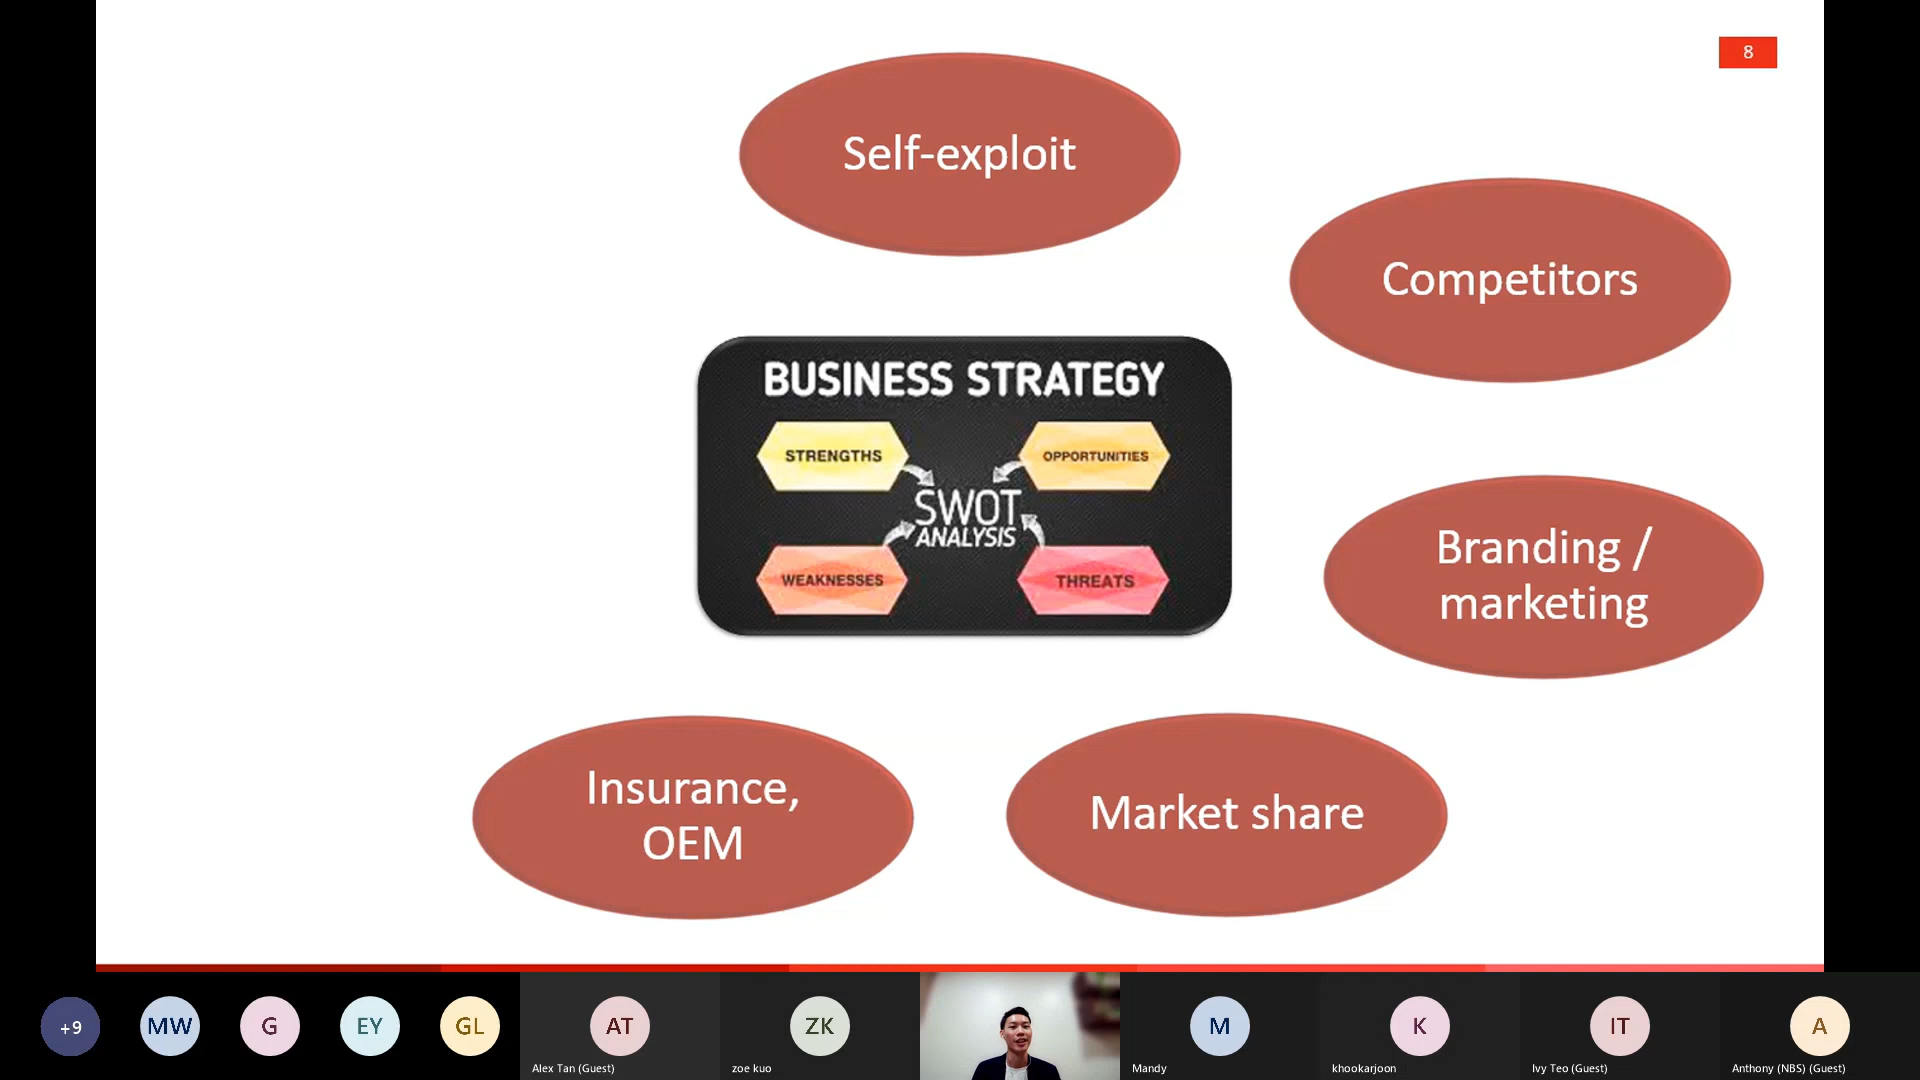 8
Self-exploit
Competitors
BUSINESS STRATEGY
STRENGTHS
OPPORTUNITIES
SWOT
ANALYSIS
WEAKNESSES
THREATS
Branding /
marketing
Insurance,
OEM
Market share
+9
MW
G
EY
GL
AT
Alex Tan (Guest)
ZK
zoe kuo
M
Mandy
K
khookarjoon
IT
Ivy Teo (Guest)
A
Anthony (NBS) (Guest)